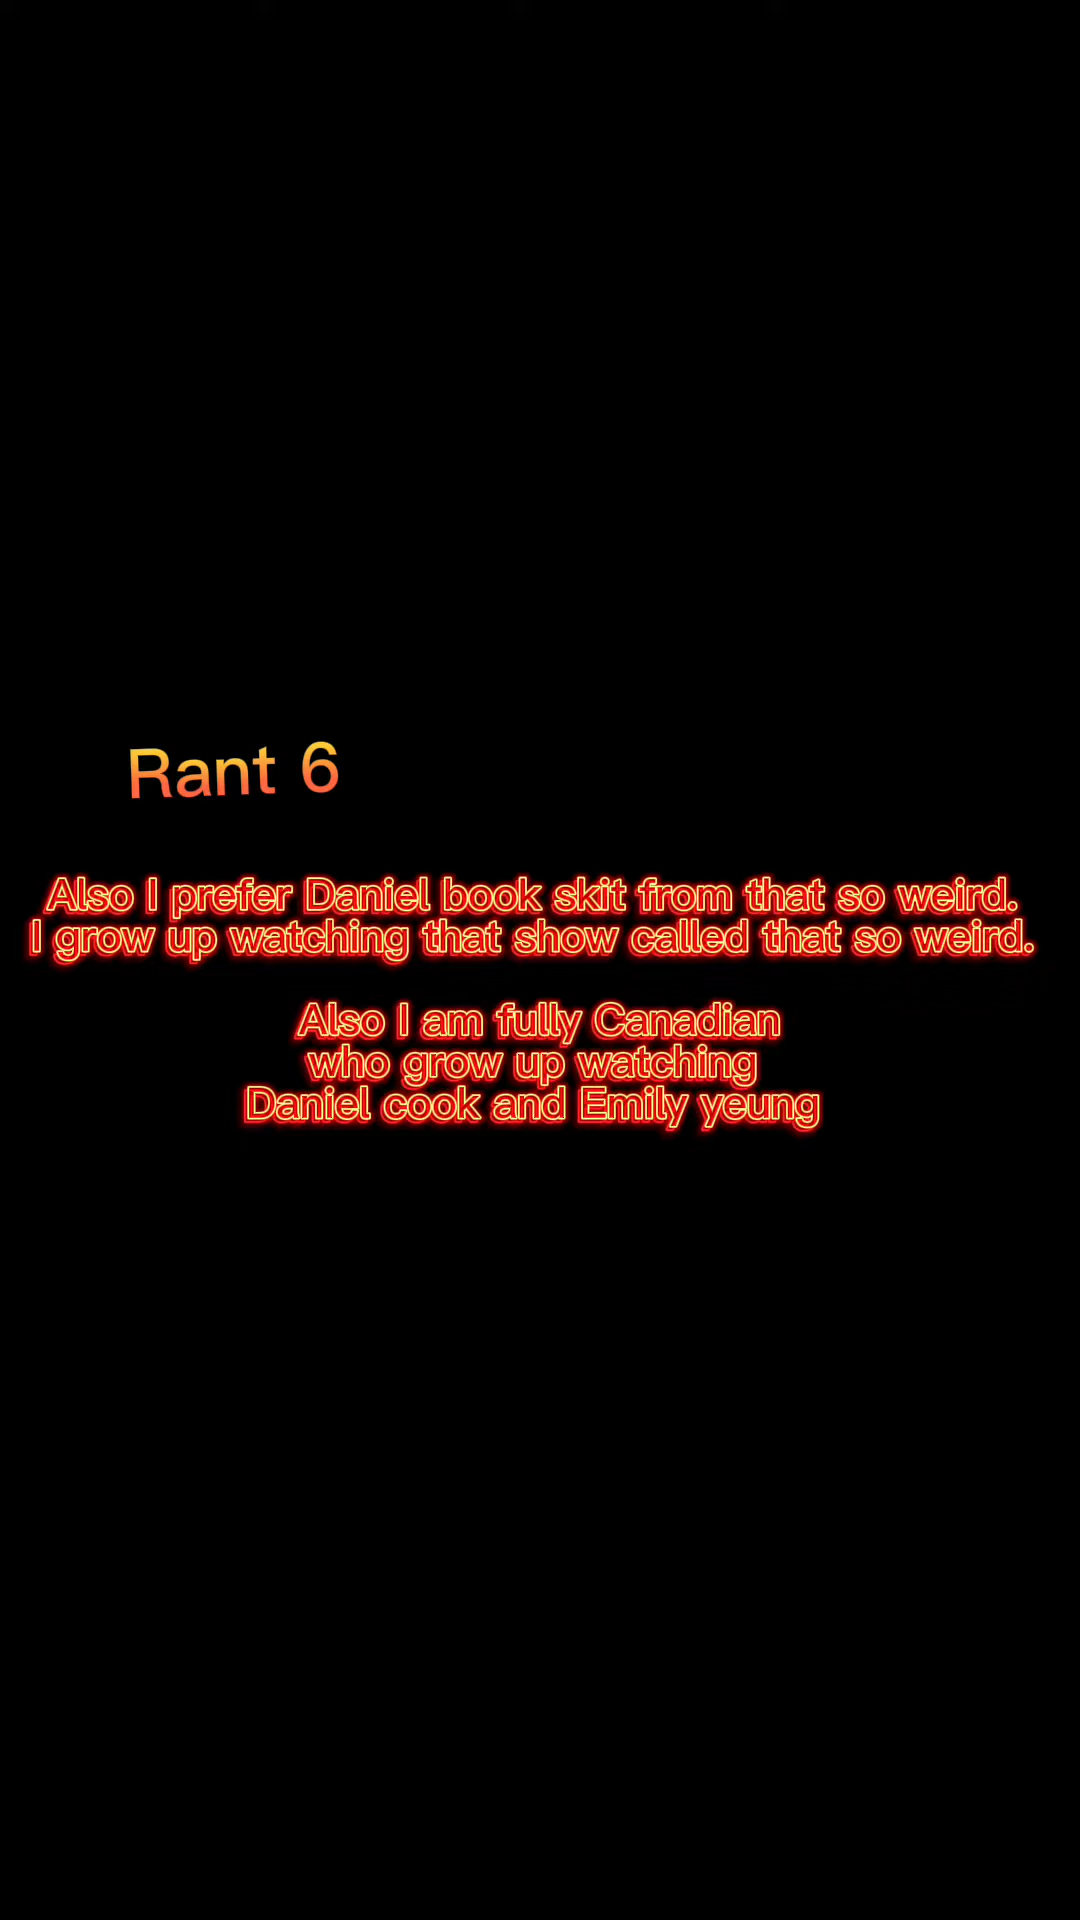 Rant 6
Also I prefer Daniel book skit from that so weird.
I grow up watching that show called that so weird.
Also I am fully Canadian
who grow up watching
Daniel cook and Emily yeung